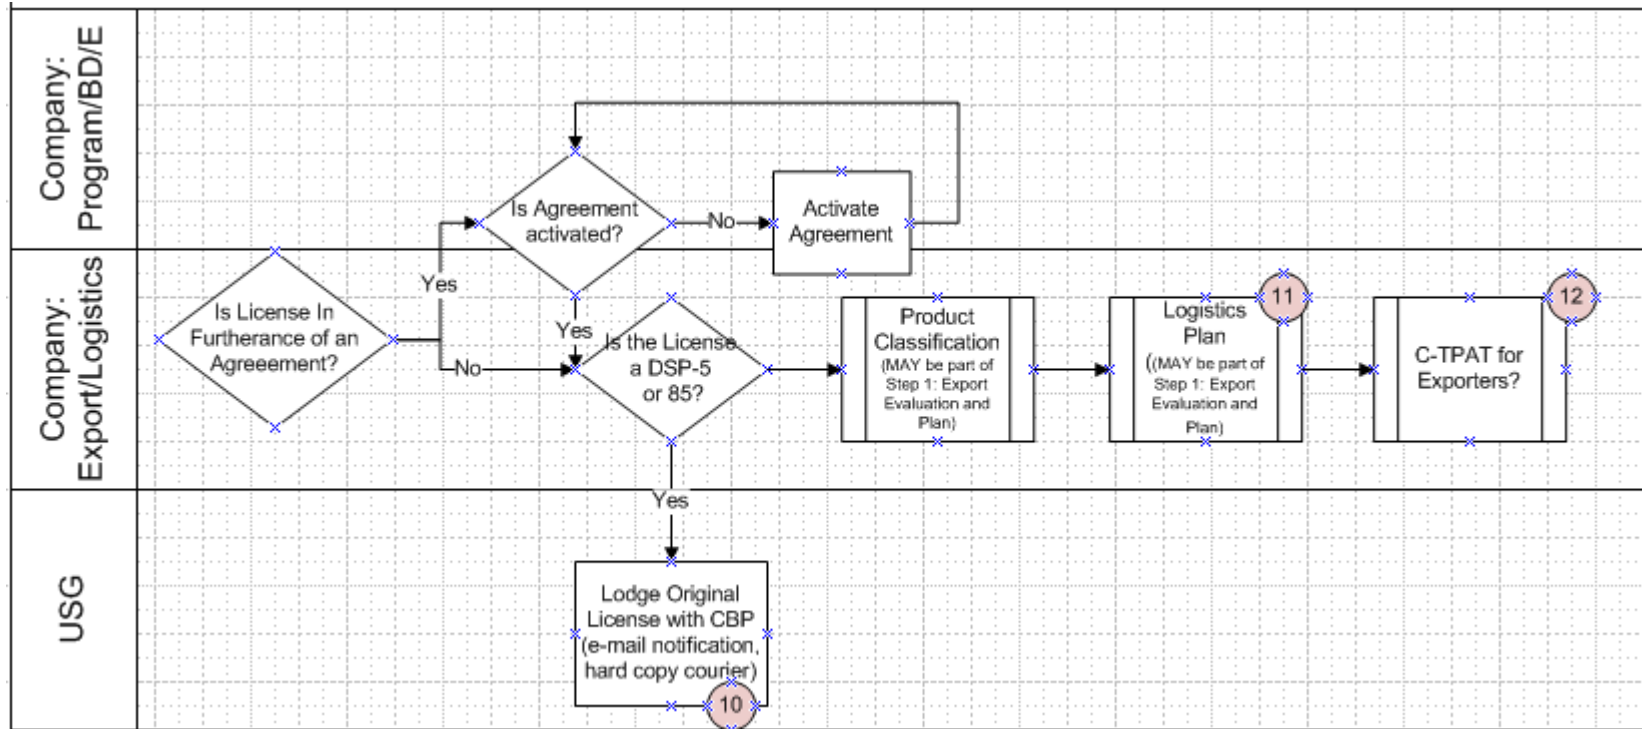 Company:
Program/BD/E
Is Agreement
activated?
No
Activate
Agreement
Company:
Export/Logistics
Is License In
Furtherance of an
Agreeement?
Yes
No
Yes
Is the License
a DSP-5
or 85?
Product
Classification
(MAY be part of
Step 1: Export
Evaluation and
Plan)
11
Logistics
Plan
((MAY be part of
Step 1: Export
Evaluation and
Plan)
12
C-TPAT for
Exporters?
USG
Yes
Lodge Original
License with CBP
(e-mail notification,
hard copy courier)
10